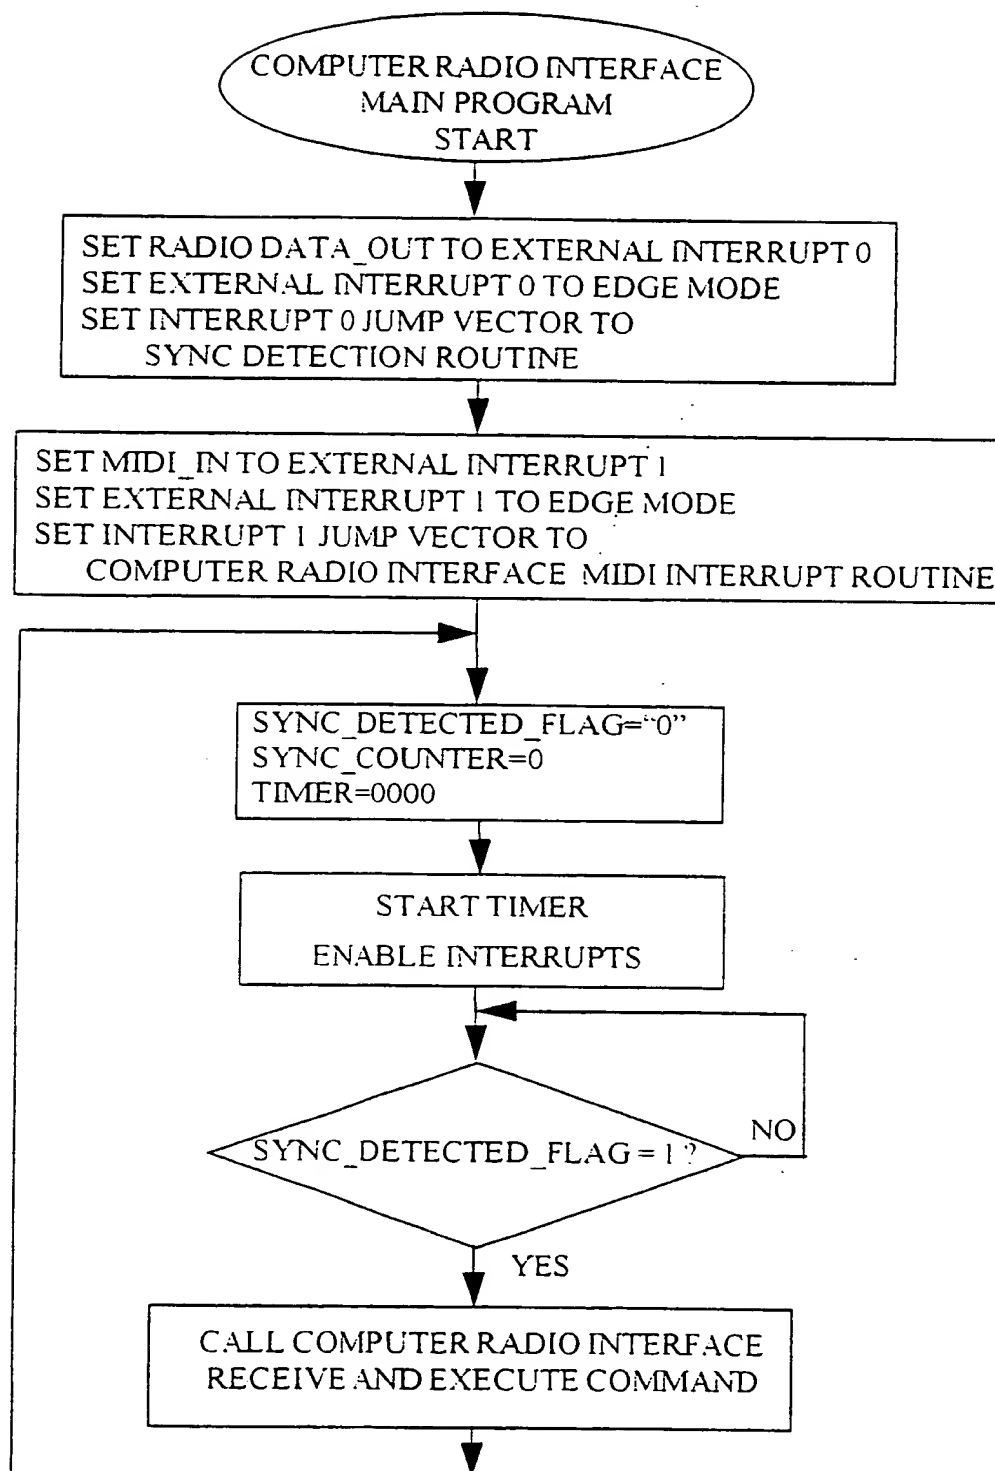 COMPUTER RADIO INTERFACE
MAIN PROGRAM
START
SET RADIO DATA_OUT TO EXTERNAL INTERRUPT 0
SET EXTERNAL INTERRUPT 0 TO EDGE MODE
SET INTERRUPT 0 JUMP VECTOR TO
SYNC DETECTION ROUTINE
SET MIDI_IN TO EXTERNAL INTERRUPT 1
SET EXTERNAL INTERRUPT 1 TO EDGE MODE
SET INTERRUPT 1 JUMP VECTOR TO
COMPUTER RADIO INTERFACE MIDI INTERRUPT ROUTINE
SYNC_DETECTED_FLAG="0"
SYNC_COUNTER=0
TIMER=0000
START TIMER
ENABLE INTERRUPTS
SYNC_DETECTED_FLAG = 1 ?
NO
YES
CALL COMPUTER RADIO INTERFACE
RECEIVE AND EXECUTE COMMAND